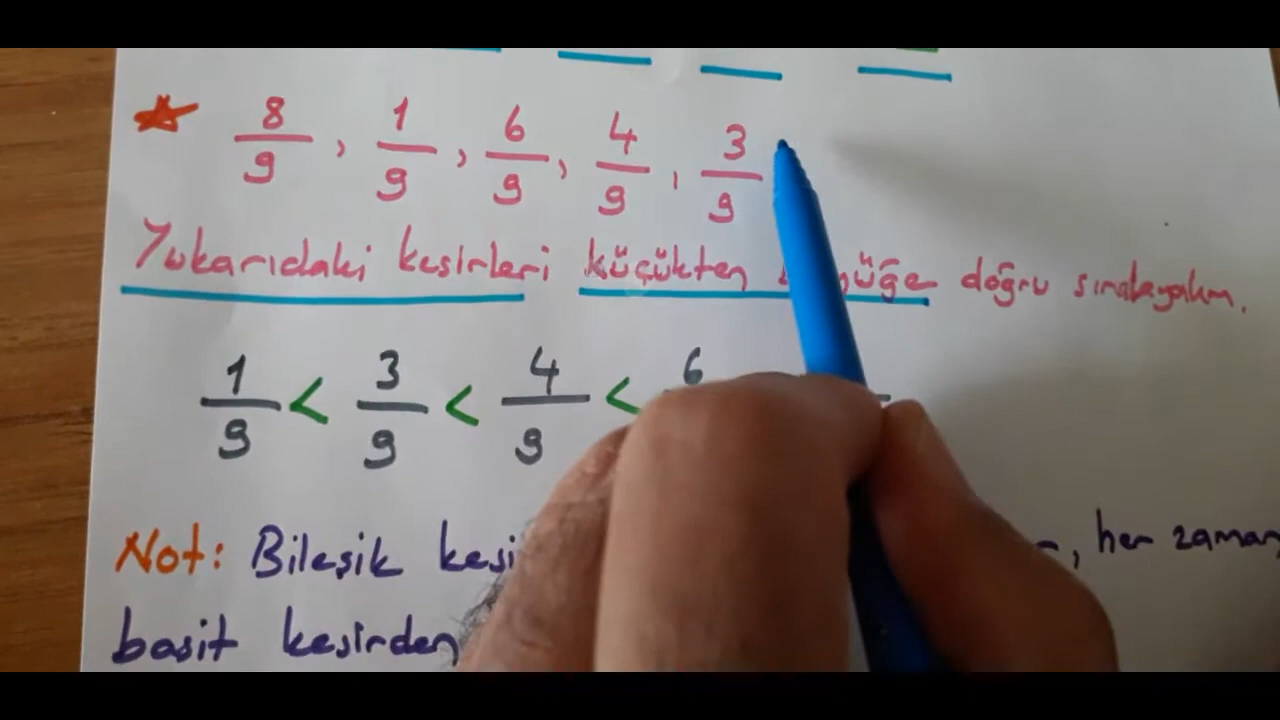 8/9 , 1/9 , 6/9 , 4/9 , 3/9
Yukarıdaki kesirleri küçükten doğru sıralayalım.
1/9 < 3/9 < 4/9 < 6
Not: Bileşik , her zaman
basit kesirden